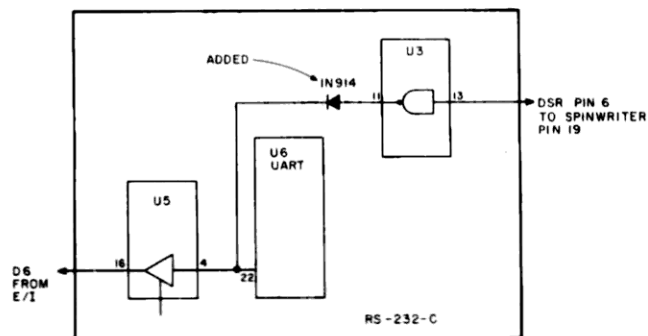 U3
ADDED
IN914
11
13
DSR PIN 6
TO SPINWRITER
PIN 19
U6
UART
U5
16
4
22
D6
FROM
E/I
RS-232-C